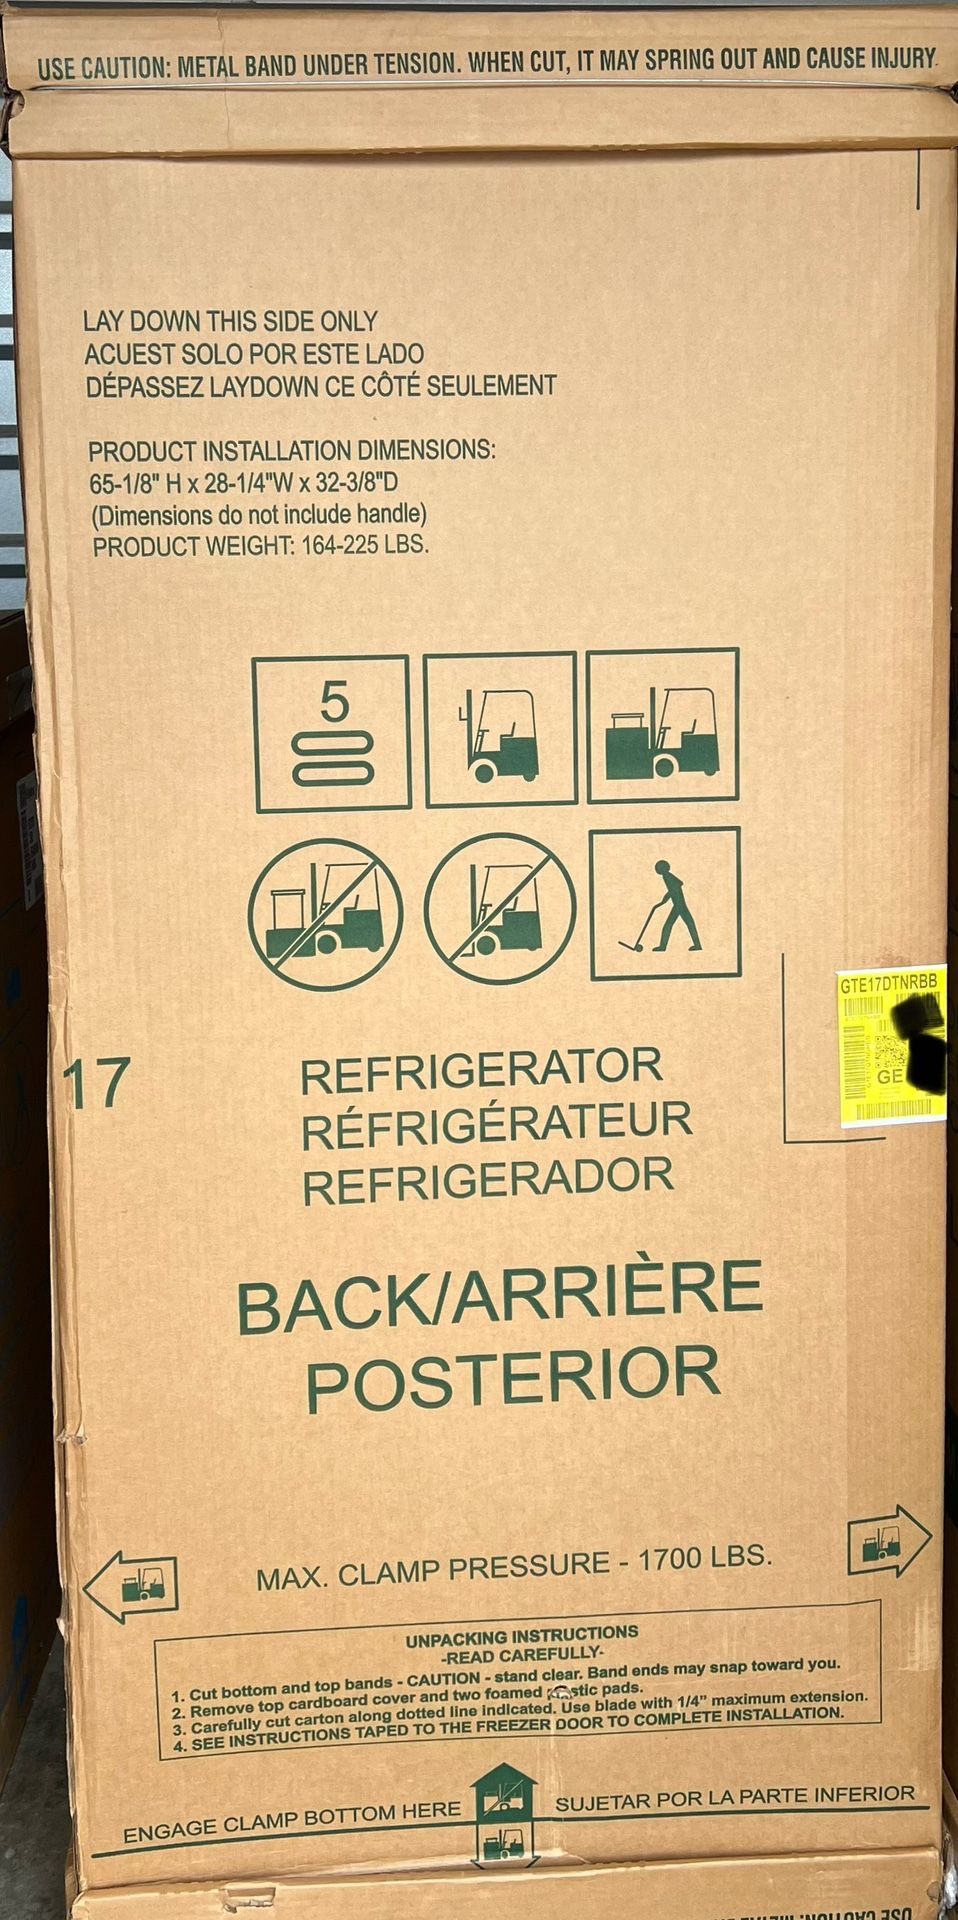 USE CAUTION: METAL BAND UNDER TENSION. WHEN CUT, IT MAY SPRING OUT AND CAUSE INJURY.
LAY DOWN THIS SIDE ONLY
ACUEST SOLO POR ESTE LADO
DÉPASSEZ LAYDOWN CE CÔTÉ SEULEMENT
PRODUCT INSTALLATION DIMENSIONS:
65-1/8" H x 28-1/4"W x 32-3/8"D
(Dimensions do not include handle)
PRODUCT WEIGHT: 164-225 LBS.
5
GTE17DTNRBB
GE
17
REFRIGERATOR
RÉFRIGÉRATEUR
REFRIGERADOR
BACK/ARRIÈRE
POSTERIOR
MAX. CLAMP PRESSURE - 1700 LBS.
UNPACKING INSTRUCTIONS
-READ CAREFULLY-
1. Cut bottom and top bands - CAUTION - stand clear. Band ends may snap toward you.
2. Remove top cardboard cover and two foamed pads.
3. Carefully cut carton along dotted line indicated. Use blade with 1/4" maximum extension.
4. SEE INSTRUCTIONS TAPED TO THE FREEZER DOOR TO COMPLETE INSTALLATION.
ENGAGE CLAMP BOTTOM HERE
SUJETAR POR LA PARTE INFERIOR